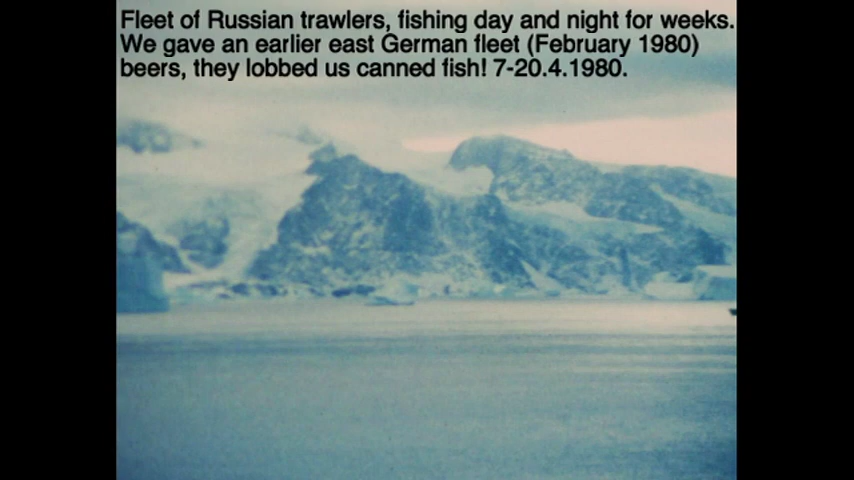 Fleet of Russian trawlers, fishing day and night for weeks.
We gave an earlier east German fleet (February 1980)
beers, they lobbed us canned fish! 7-20.4.1980.